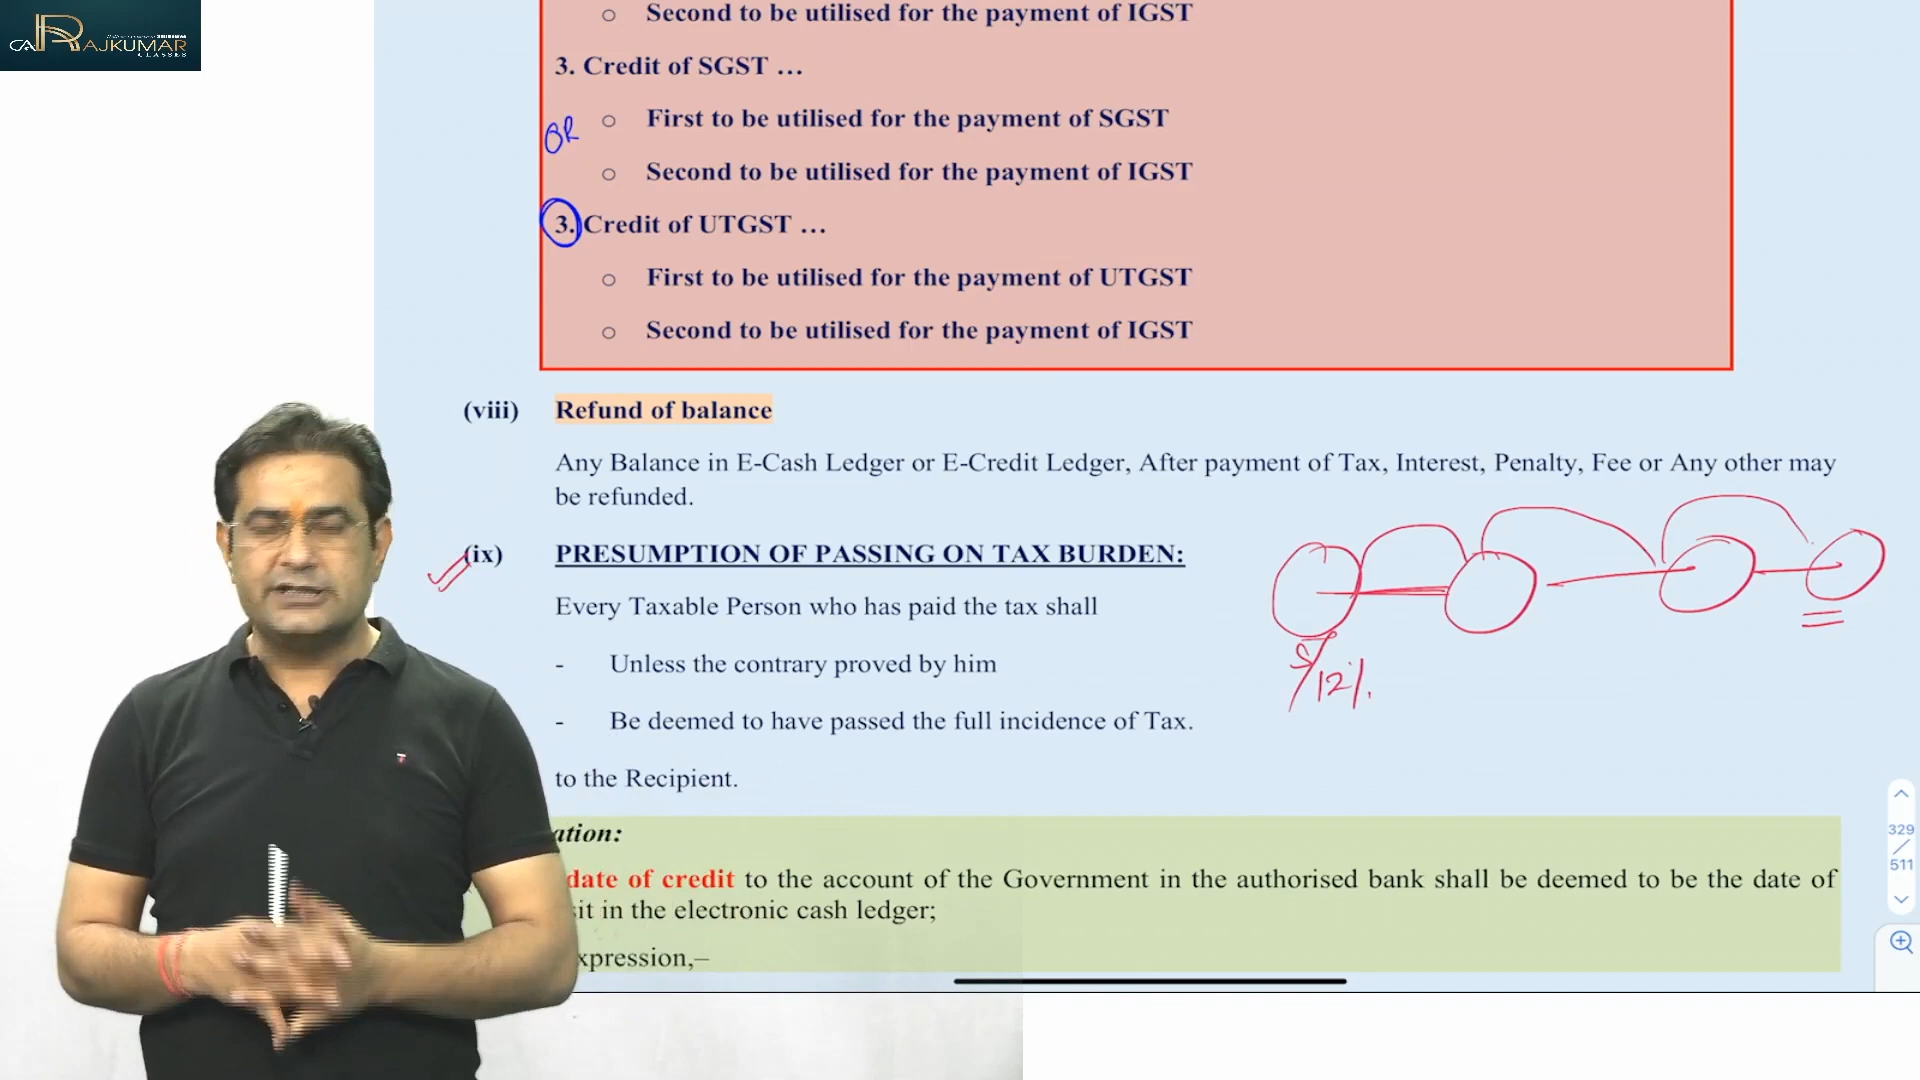 CA RAJKUMAR
CLASSES
○ Second to be utilised for the payment of IGST
3. Credit of SGST …
○ First to be utilised for the payment of SGST
OR
○ Second to be utilised for the payment of IGST
3. Credit of UTGST …
○ First to be utilised for the payment of UTGST
○ Second to be utilised for the payment of IGST
(viii) Refund of balance
Any Balance in E-Cash Ledger or E-Credit Ledger, After payment of Tax, Interest, Penalty, Fee or Any other may
be refunded.
(ix) PRESUMPTION OF PASSING ON TAX BURDEN:
Every Taxable Person who has paid the tax shall
- Unless the contrary proved by him
12%.
- Be deemed to have passed the full incidence of Tax.
to the Recipient.
329
/
511
ation:
date of credit to the account of the Government in the authorised bank shall be deemed to be the date of
sit in the electronic cash ledger;
xpression,–